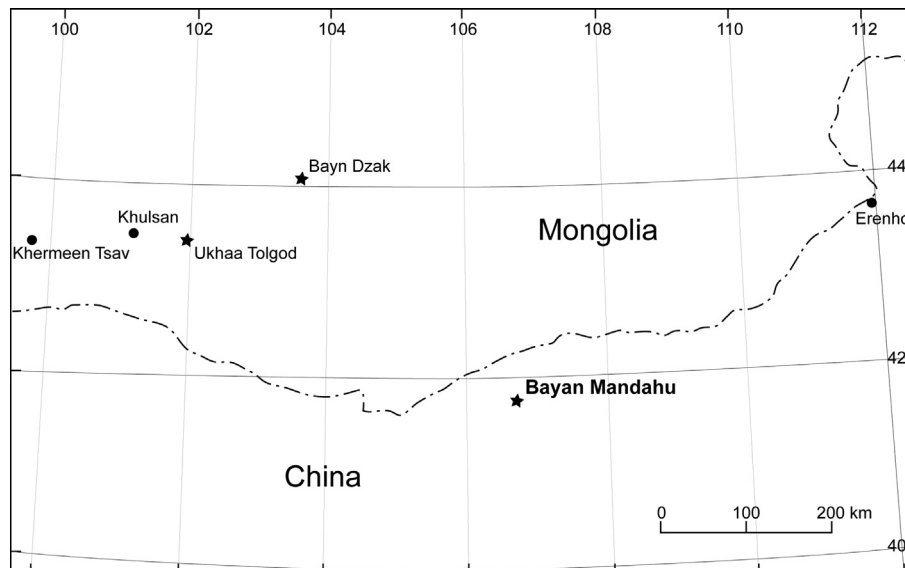 100 102 104 106 108 110 112
Bayn Dzak
44
Khulsan
Erenho
Mongolia
Khermeen Tsav
Ukhaa Tolgod
42
Bayan Mandahu
China
0 100 200 km
40